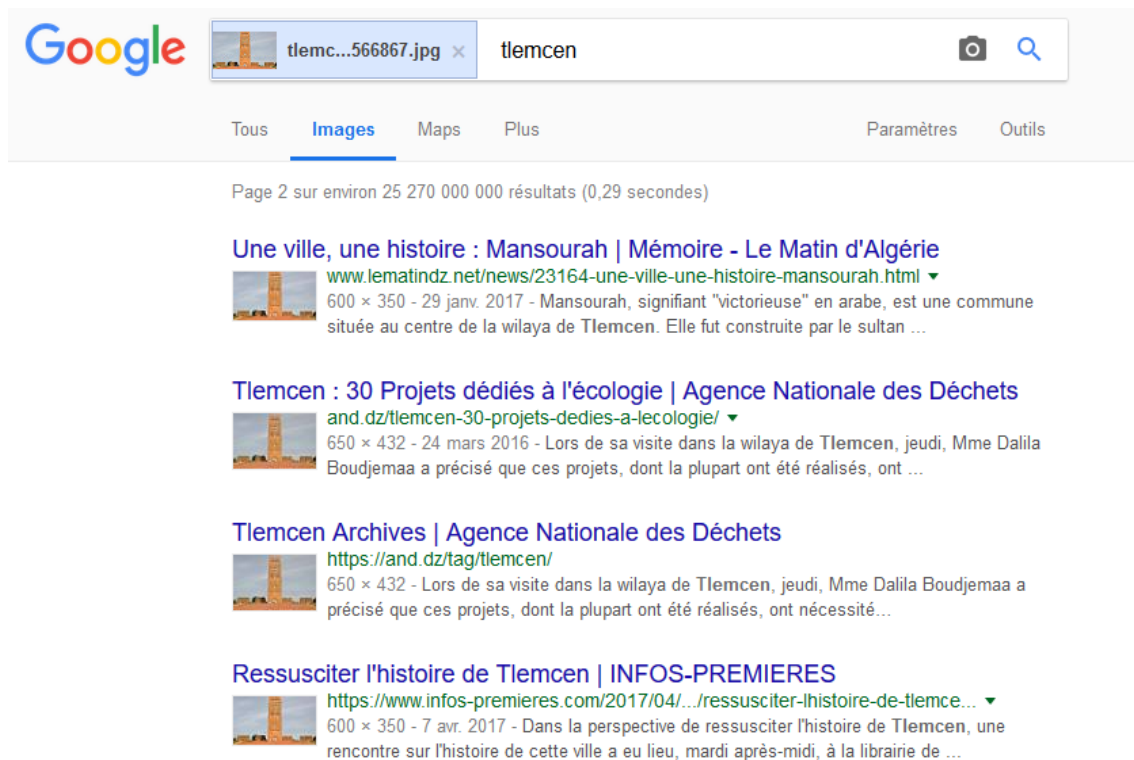 Google tlemc...566867.jpg × tlemcen
Tous Images Maps Plus Paramètres Outils
Page 2 sur environ 25 270 000 000 résultats (0,29 secondes)
Une ville, une histoire : Mansourah | Mémoire - Le Matin d'Algérie
www.lematindz.net/news/23164-une-ville-une-histoire-mansourah.html
600 × 350 - 29 janv. 2017 - Mansourah, signifiant "victorieuse" en arabe, est une commune
située au centre de la wilaya de Tlemcen. Elle fut construite par le sultan ...
Tlemcen : 30 Projets dédiés à l'écologie | Agence Nationale des Déchets
and.dz/tlemcen-30-projets-dedies-a-lecologie/
650 × 432 - 24 mars 2016 - Lors de sa visite dans la wilaya de Tlemcen, jeudi, Mme Dalila
Boudjemaa a précisé que ces projets, dont la plupart ont été réalisés, ont ...
Tlemcen Archives | Agence Nationale des Déchets
https://and.dz/tag/tlemcen/
650 × 432 - Lors de sa visite dans la wilaya de Tlemcen, jeudi, Mme Dalila Boudjemaa a
précisé que ces projets, dont la plupart ont été réalisés, ont nécessité...
Ressusciter l'histoire de Tlemcen | INFOS-PREMIERES
https://www.infos-premieres.com/2017/04/.../ressusciter-lhistoire-de-tlemce...
600 × 350 - 7 avr. 2017 - Dans la perspective de ressusciter l'histoire de Tlemcen, une
rencontre sur l'histoire de cette ville a eu lieu, mardi après-midi, à la librairie de ...